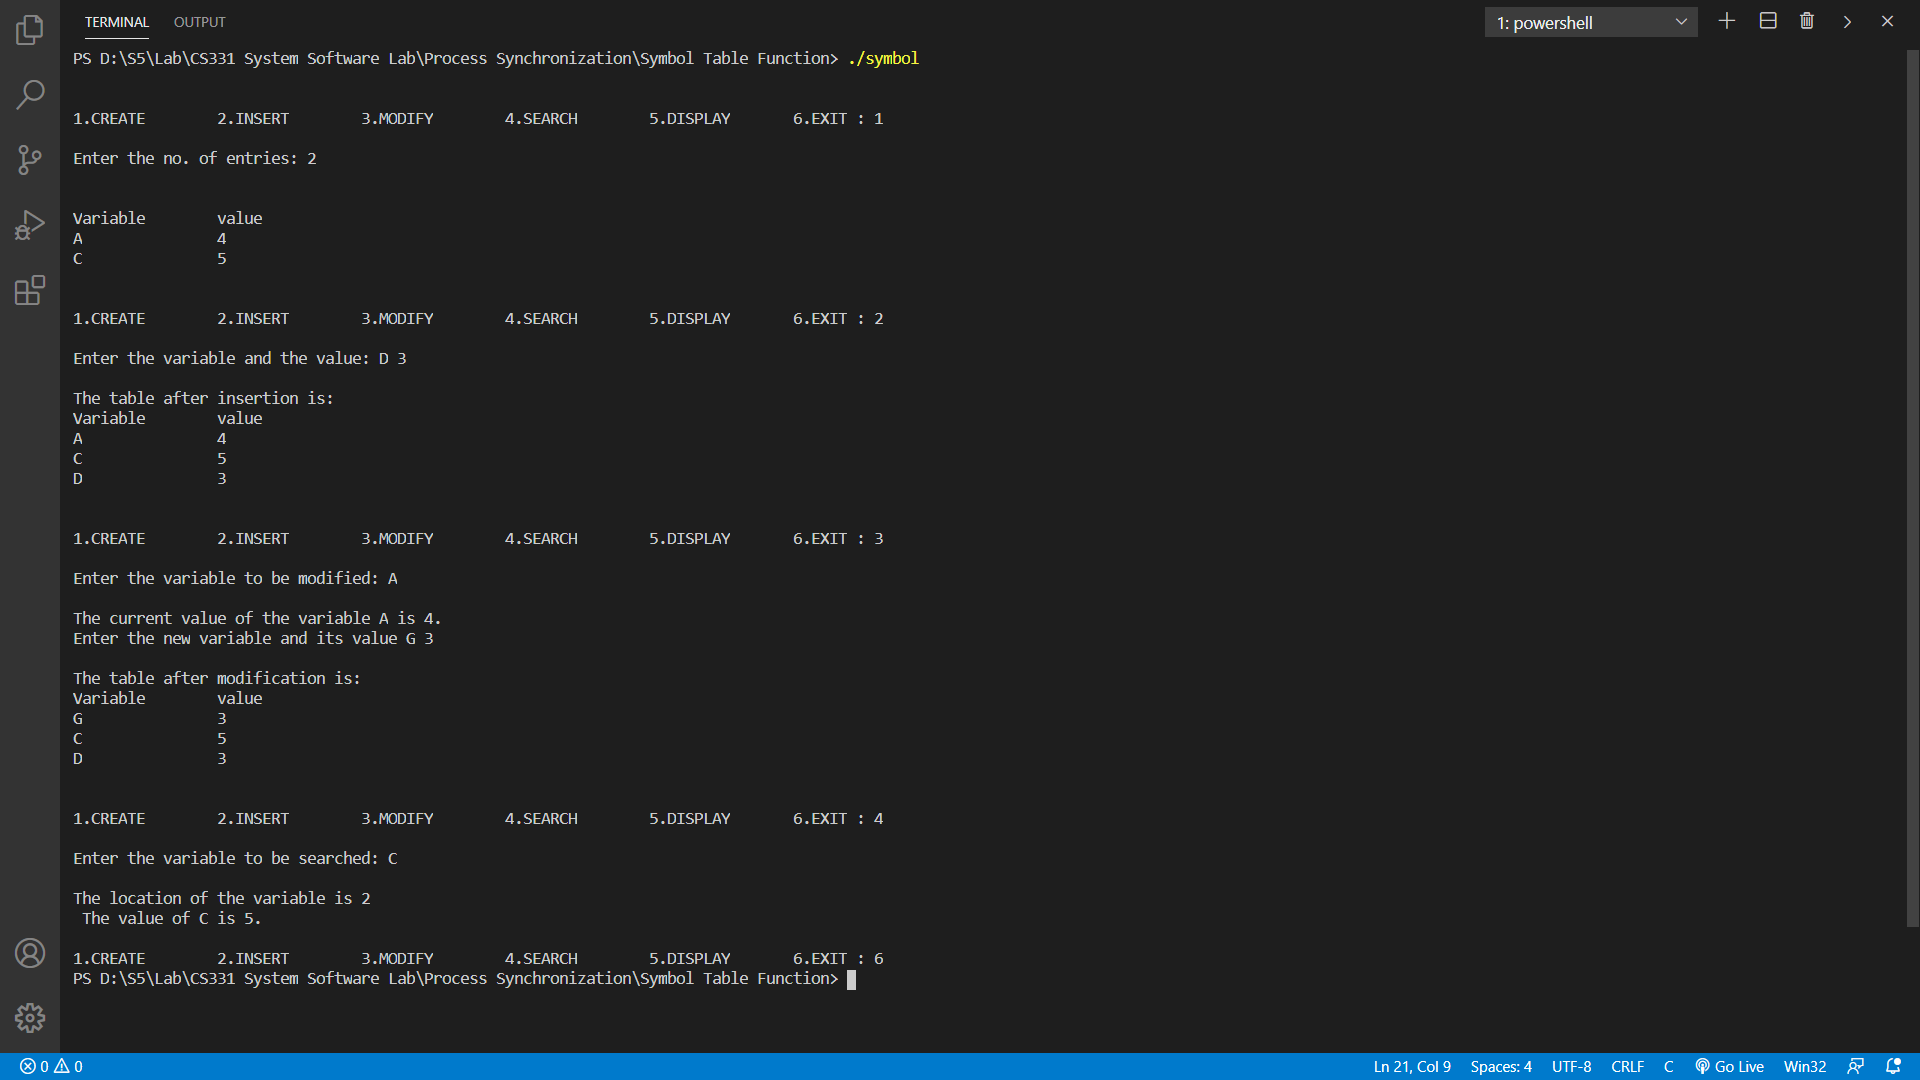 TERMINAL OUTPUT 1: powershell
PS D:\S5\Lab\CS331 System Software Lab\Process Synchronization\Symbol Table Function> ./symbol
1.CREATE 2.INSERT 3.MODIFY 4.SEARCH 5.DISPLAY 6.EXIT : 1
Enter the no. of entries: 2
Variable value
A 4
C 5
1.CREATE 2.INSERT 3.MODIFY 4.SEARCH 5.DISPLAY 6.EXIT : 2
Enter the variable and the value: D 3
The table after insertion is:
Variable value
A 4
C 5
D 3
1.CREATE 2.INSERT 3.MODIFY 4.SEARCH 5.DISPLAY 6.EXIT : 3
Enter the variable to be modified: A
The current value of the variable A is 4.
Enter the new variable and its value G 3
The table after modification is:
Variable value
G 3
C 5
D 3
1.CREATE 2.INSERT 3.MODIFY 4.SEARCH 5.DISPLAY 6.EXIT : 4
Enter the variable to be searched: C
The location of the variable is 2
The value of C is 5.
1.CREATE 2.INSERT 3.MODIFY 4.SEARCH 5.DISPLAY 6.EXIT : 6
PS D:\S5\Lab\CS331 System Software Lab\Process Synchronization\Symbol Table Function>
0 0 Ln 21, Col 9 Spaces: 4 UTF-8 CRLF C Go Live Win32